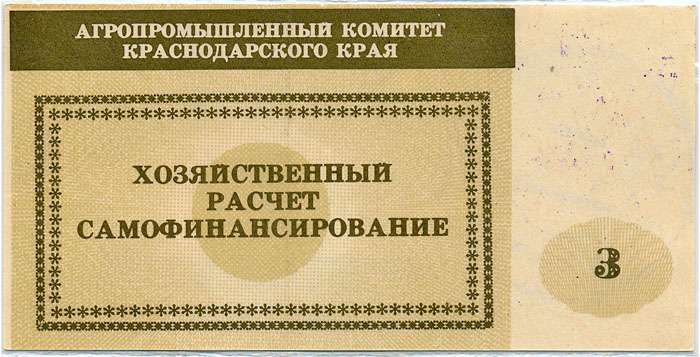 АГРОПРОМЫШЛЕННЫЙ КОМИТЕТ
КРАСНОДАРСКОГО КРАЯ
ХОЗЯЙСТВЕННЫЙ
РАСЧЕТ
САМОФИНАНСИРОВАНИЕ
3